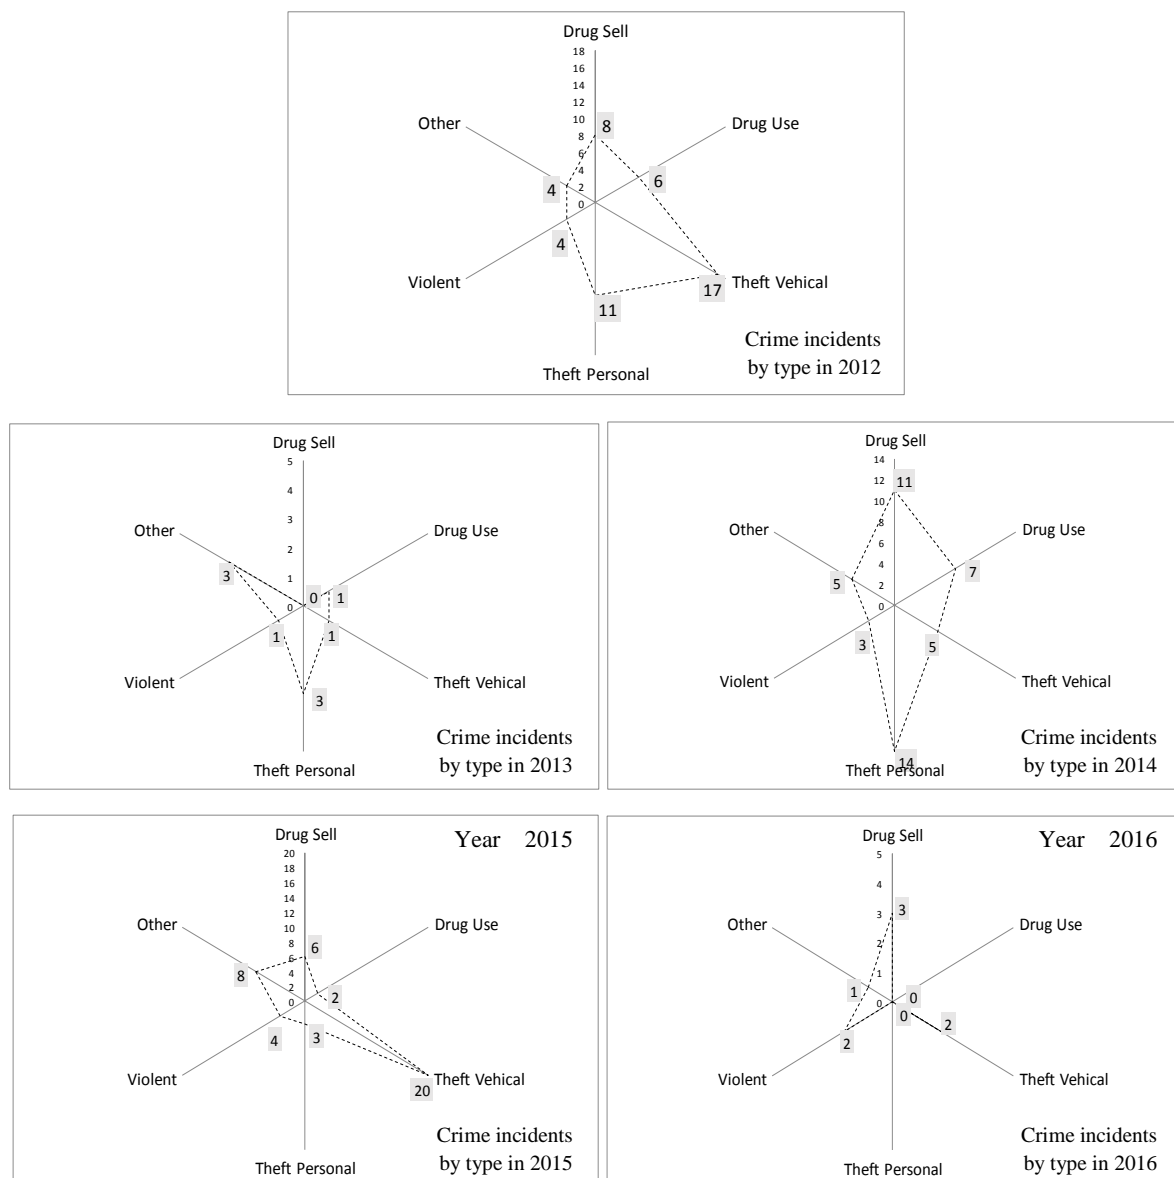 Drug Sell
18
16
14
12
10
8
6
4
2
0
Other
Drug Use
8
6
4
4
17
11
Violent
Theft Vehical
Theft Personal
Crime incidents
by type in 2012
Drug Sell
5
4
3
2
1
0
Other
Drug Use
3
0
1
1
1
3
Violent
Theft Vehical
Theft Personal
Crime incidents
by type in 2013
Drug Sell
14
12
10
8
6
4
2
0
11
Other
Drug Use
5
7
3
5
14
Violent
Theft Vehical
Theft Personal
Crime incidents
by type in 2014
Year 2015
Drug Sell
20
18
16
14
12
10
8
6
4
2
0
Other
Drug Use
6
8
2
4
3
20
Violent
Theft Vehical
Theft Personal
Crime incidents
by type in 2015
Year 2016
Drug Sell
5
4
3
2
1
0
Other
Drug Use
3
1
0
0
2
2
Violent
Theft Vehical
Theft Personal
Crime incidents
by type in 2016